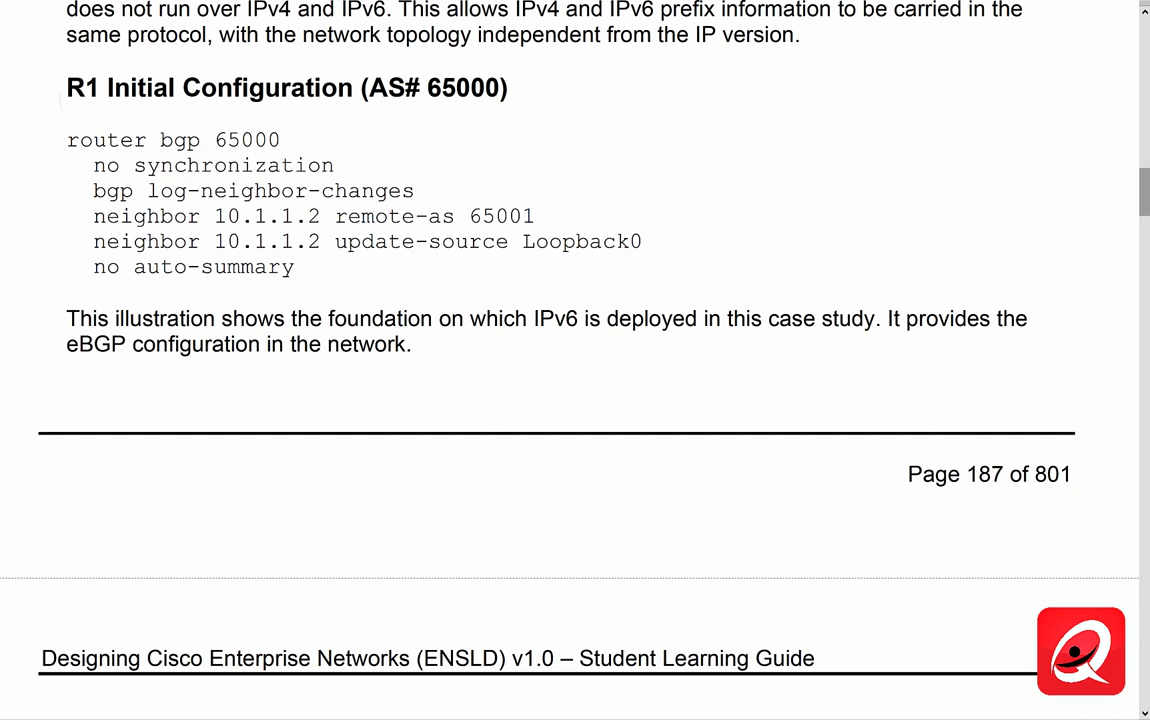 does not run over IPv4 and IPv6. This allows IPv4 and IPv6 prefix information to be carried in the
same protocol, with the network topology independent from the IP version.
R1 Initial Configuration (AS# 65000)
router bgp 65000
no synchronization
bgp log-neighbor-changes
neighbor 10.1.1.2 remote-as 65001
neighbor 10.1.1.2 update-source Loopback0
no auto-summary
This illustration shows the foundation on which IPv6 is deployed in this case study. It provides the
eBGP configuration in the network.
Page 187 of 801
Designing Cisco Enterprise Networks (ENSLD) v1.0 – Student Learning Guide